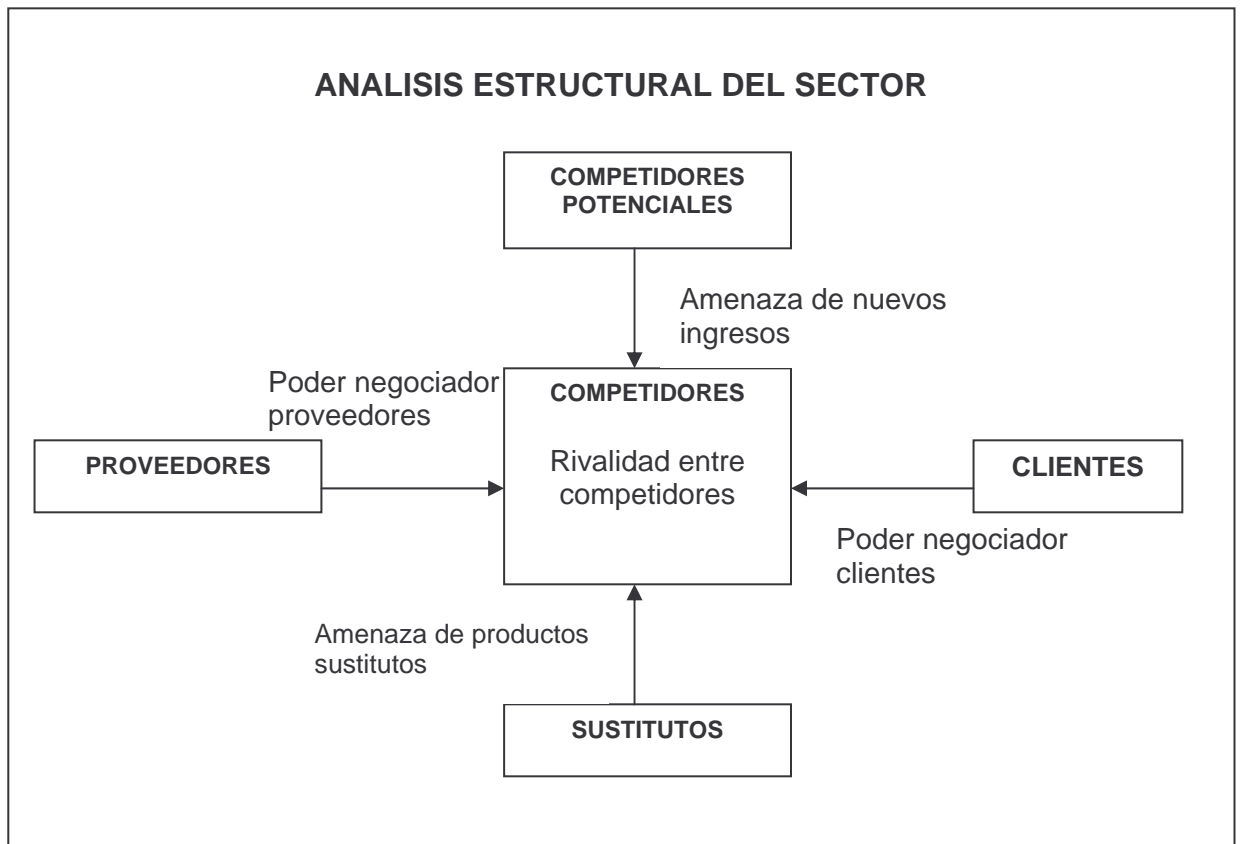 ANALISIS ESTRUCTURAL DEL SECTOR
COMPETIDORES
POTENCIALES
Amenaza de nuevos
ingresos
Poder negociador
proveedores
COMPETIDORES
Rivalidad entre
competidores
PROVEEDORES
CLIENTES
Poder negociador
clientes
Amenaza de productos
sustitutos
SUSTITUTOS